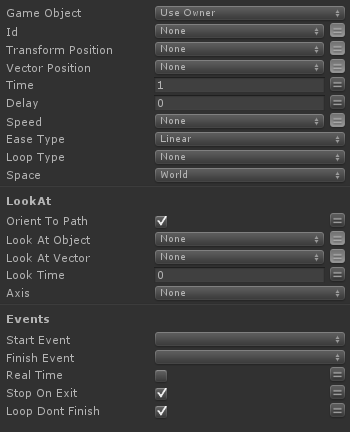 Game Object Use Owner
Id None
Transform Position None
Vector Position None
Time 1
Delay 0
Speed None
Ease Type Linear
Loop Type None
Space World
LookAt
Orient To Path
Look At Object None
Look At Vector None
Look Time 0
Axis None
Events
Start Event
Finish Event
Real Time
Stop On Exit
Loop Dont Finish